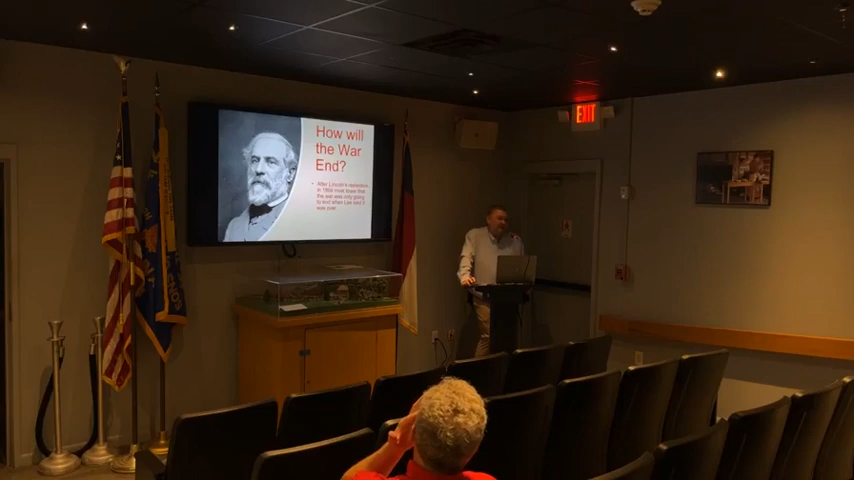 How will
the War
End?
• After Lincoln's reelection
in 1864 most knew that
the war was only going
to end when Lee said it
was over.
EXIT